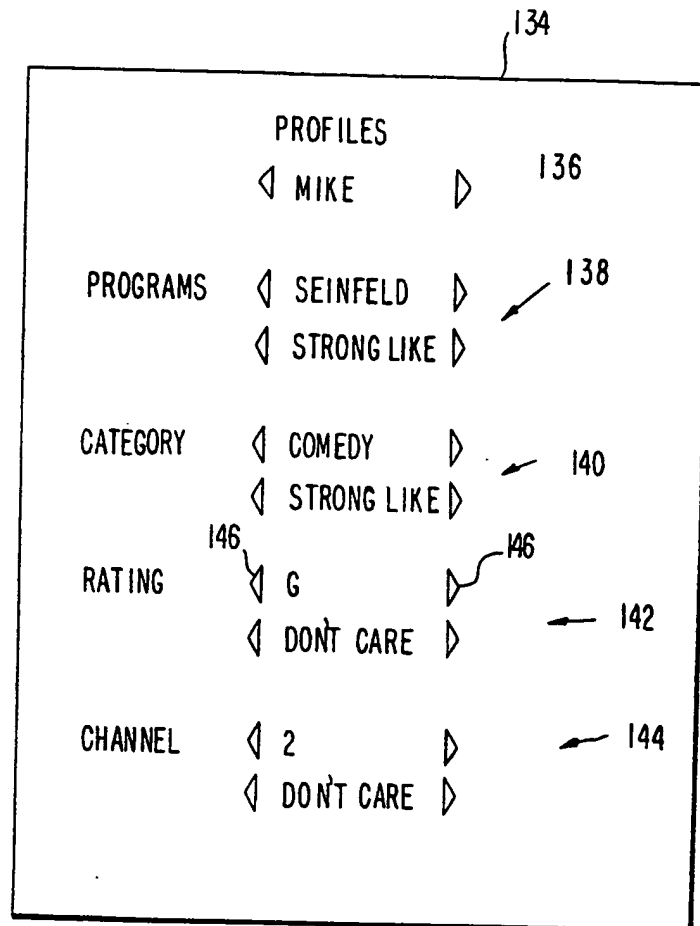 134
PROFILES
MIKE 136
PROGRAMS SEINFELD 138
STRONG LIKE
CATEGORY COMEDY 140
STRONG LIKE
146 146
RATING G
DON'T CARE 142
CHANNEL 2 144
DON'T CARE